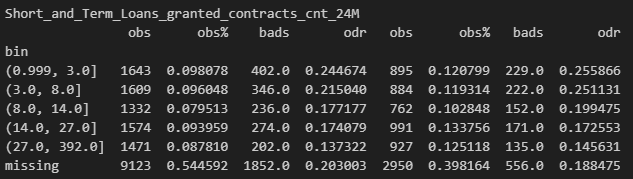 Short_and_Term_Loans_granted_contracts_cnt_24M
obs obs% bads odr obs obs% bads odr
bin
(0.999, 3.0] 1643 0.098078 402.0 0.244674 895 0.120799 229.0 0.255866
(3.0, 8.0] 1609 0.096048 346.0 0.215040 884 0.119314 222.0 0.251131
(8.0, 14.0] 1332 0.079513 236.0 0.177177 762 0.102848 152.0 0.199475
(14.0, 27.0] 1574 0.093959 274.0 0.174079 991 0.133756 171.0 0.172553
(27.0, 392.0] 1471 0.087810 202.0 0.137322 927 0.125118 135.0 0.145631
missing 9123 0.544592 1852.0 0.203003 2950 0.398164 556.0 0.188475